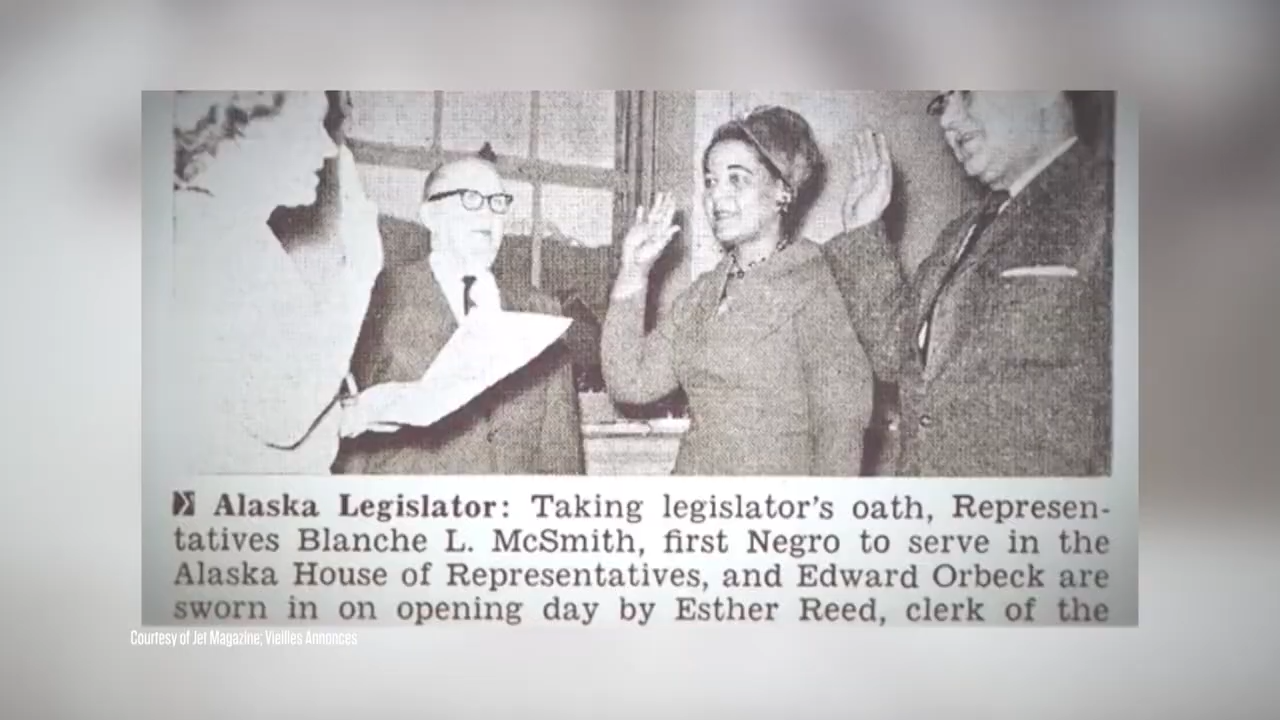 Alaska Legislator: Taking legislator's oath, Represen-
tatives Blanche L. McSmith, first Negro to serve in the
Alaska House of Representatives, and Edward Orbeck are
sworn in on opening day by Esther Reed, clerk of the
Courtesy of Jet Magazine; Vieilles Annonces